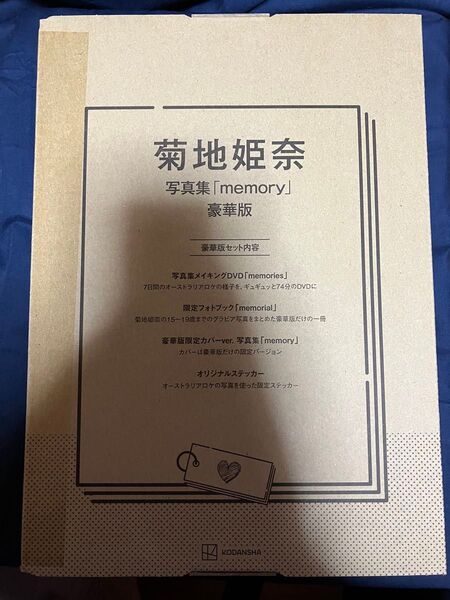 菊地姫奈
写真集「memory」
豪華版
豪華版セット内容
写真集メイキングDVD「memories」
7日間のオーストラリアロケの様子を、ギュギュッと74分のDVDに
限定フォトブック「memorial」
菊地姫奈の15〜19歳までのグラビア写真をまとめた豪華版だけの一冊
豪華版限定カバーver. 写真集「memory」
カバーは豪華版だけの限定バージョン
オリジナルステッカー
オーストラリアロケの写真を使った限定ステッカー
KODANSHA